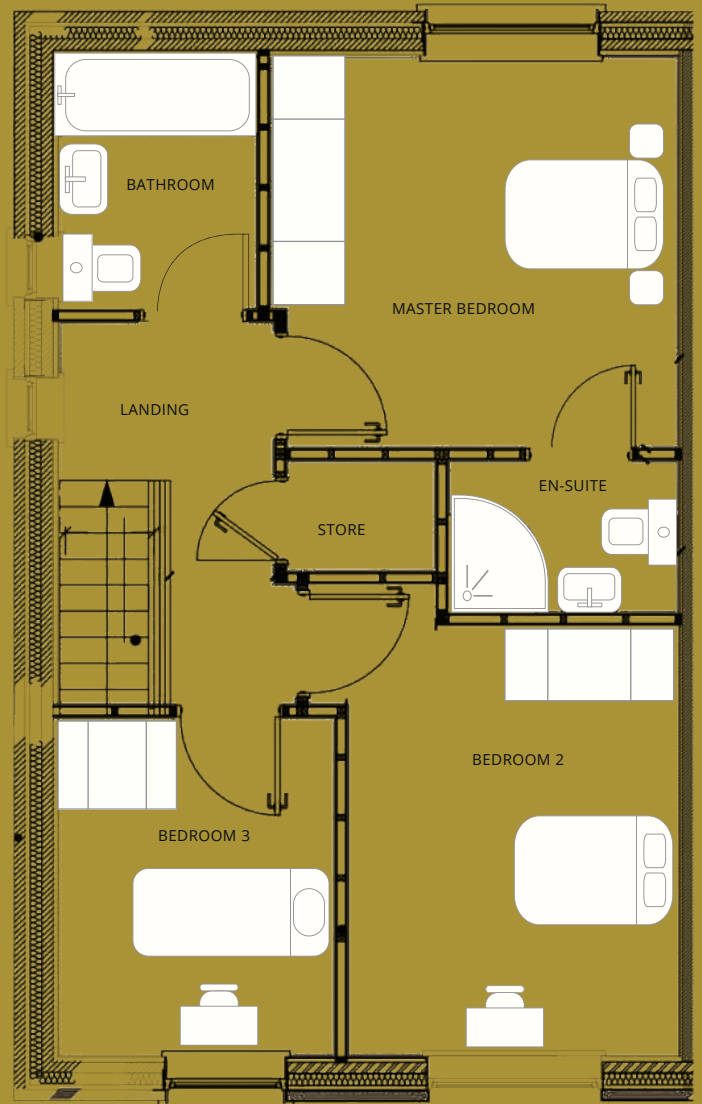 BATHROOM
MASTER BEDROOM
LANDING
EN-SUITE
STORE
BEDROOM 2
BEDROOM 3